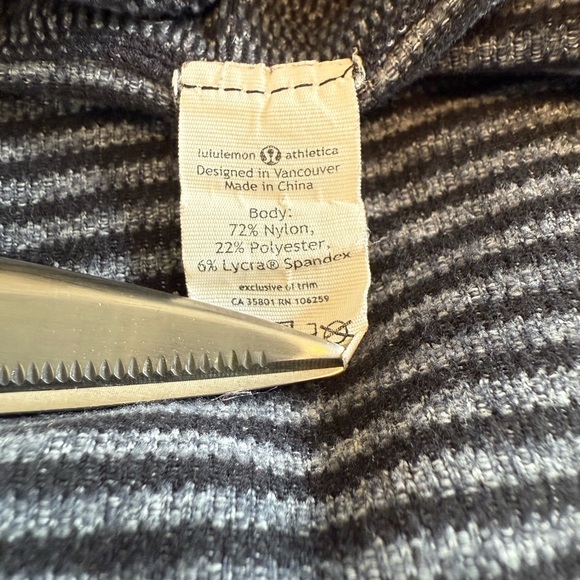 lululemon athletica
Designed in Vancouver
Made in China
Body:
72% Nylon,
22% Polyester,
6% Lycra® Spandex
exclusive of trim
CA 35801 RN 106259